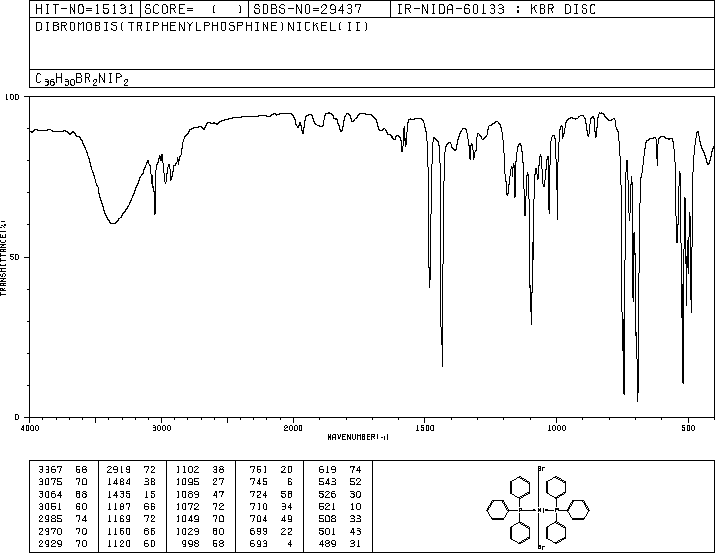 HIT-NO=15131 SCORE= ( ) SDBS-NO=29437 IR-NIDA-60133 : KBR DISC
DIBROMOBIS(TRIPHENYLPHOSPHINE)NICKEL(II)
C36H30BR2NIP2
100
50
0
TRANSMITTANCE(%)
4000 3000 2000 1500 1000 500
WAVENUMBER(-1)
3367 68 2919 72 1102 38 761 20 619 74
3075 70 1484 38 1095 27 745 6 543 52
3064 68 1435 15 1089 47 724 58 526 30
3051 60 1187 66 1072 72 710 34 521 10
2985 74 1169 72 1049 70 704 49 508 33
2970 70 1160 66 1029 60 699 22 501 43
2929 70 1120 60 998 58 693 4 489 31
Br
P Ni P
Br